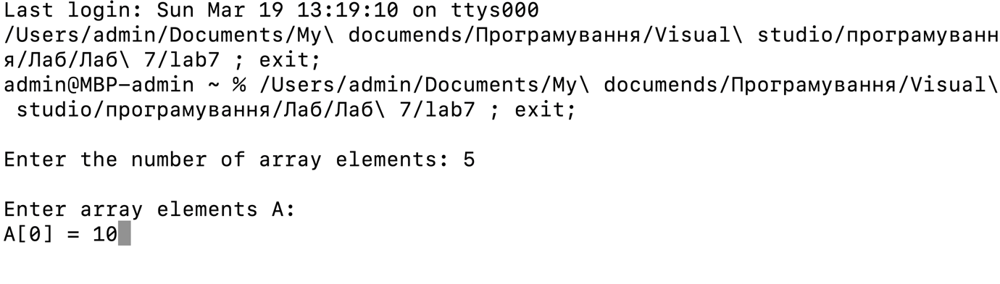 Last login: Sun Mar 19 13:19:10 on ttys000
/Users/admin/Documents/My\ documends/Програмування/Visual\ studio/програмуванн
я/Лаб/Лаб\ 7/lab7 ; exit;
admin@MBP-admin ~ % /Users/admin/Documents/My\ documends/Програмування/Visual\
 studio/програмування/Лаб/Лаб\ 7/lab7 ; exit;
Enter the number of array elements: 5
Enter array elements A:
A[0] = 10